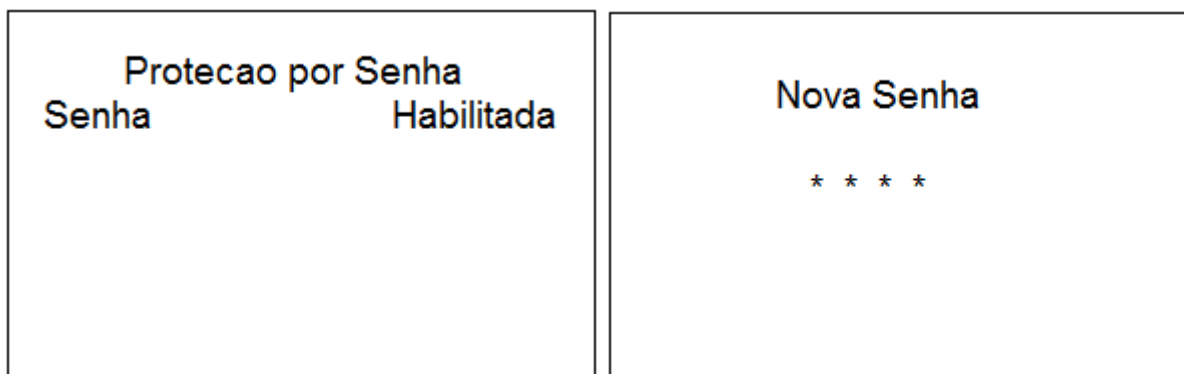 Protecao por Senha
Senha Habilitada
Nova Senha
* * * *